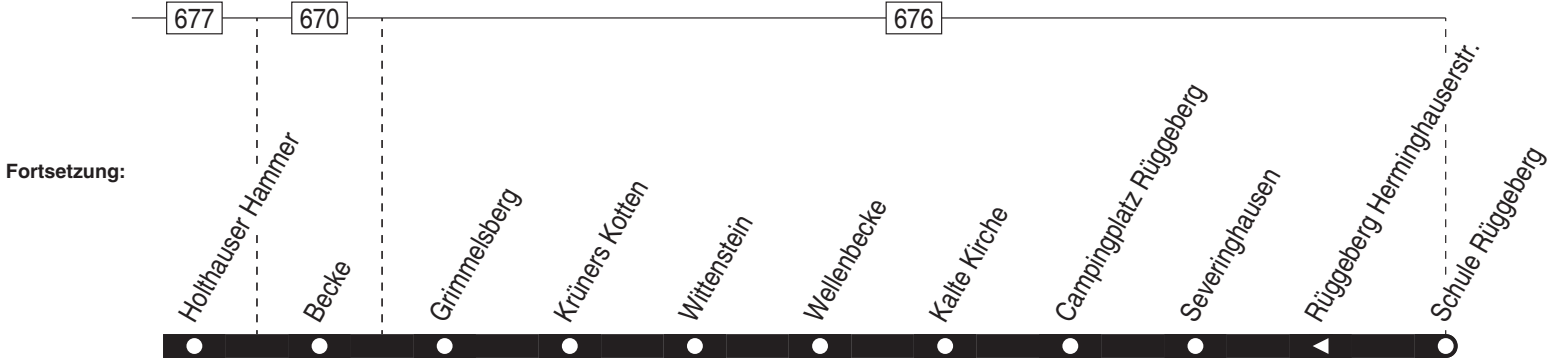 677
670
676
Fortsetzung:
Holthauser Hammer
Becke
Grimmelsberg
Krüners Kotten
Wittenstein
Wellenbecke
Kalte Kirche
Campingplatz Rüggeberg
Severinghausen
Rüggeberg Herminghauserstr.
Schule Rüggeberg